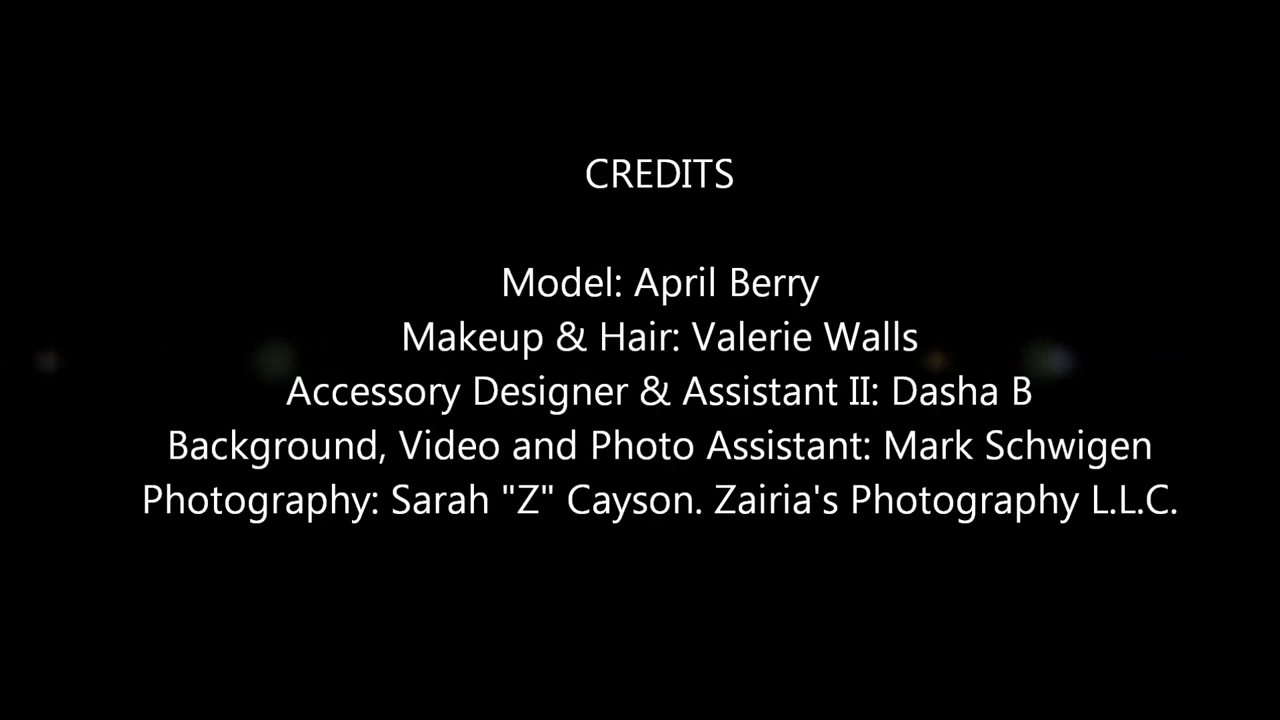 CREDITS
Model: April Berry
Makeup & Hair: Valerie Walls
Accessory Designer & Assistant II: Dasha B
Background, Video and Photo Assistant: Mark Schwigen
Photography: Sarah "Z" Cayson. Zairia's Photography L.L.C.